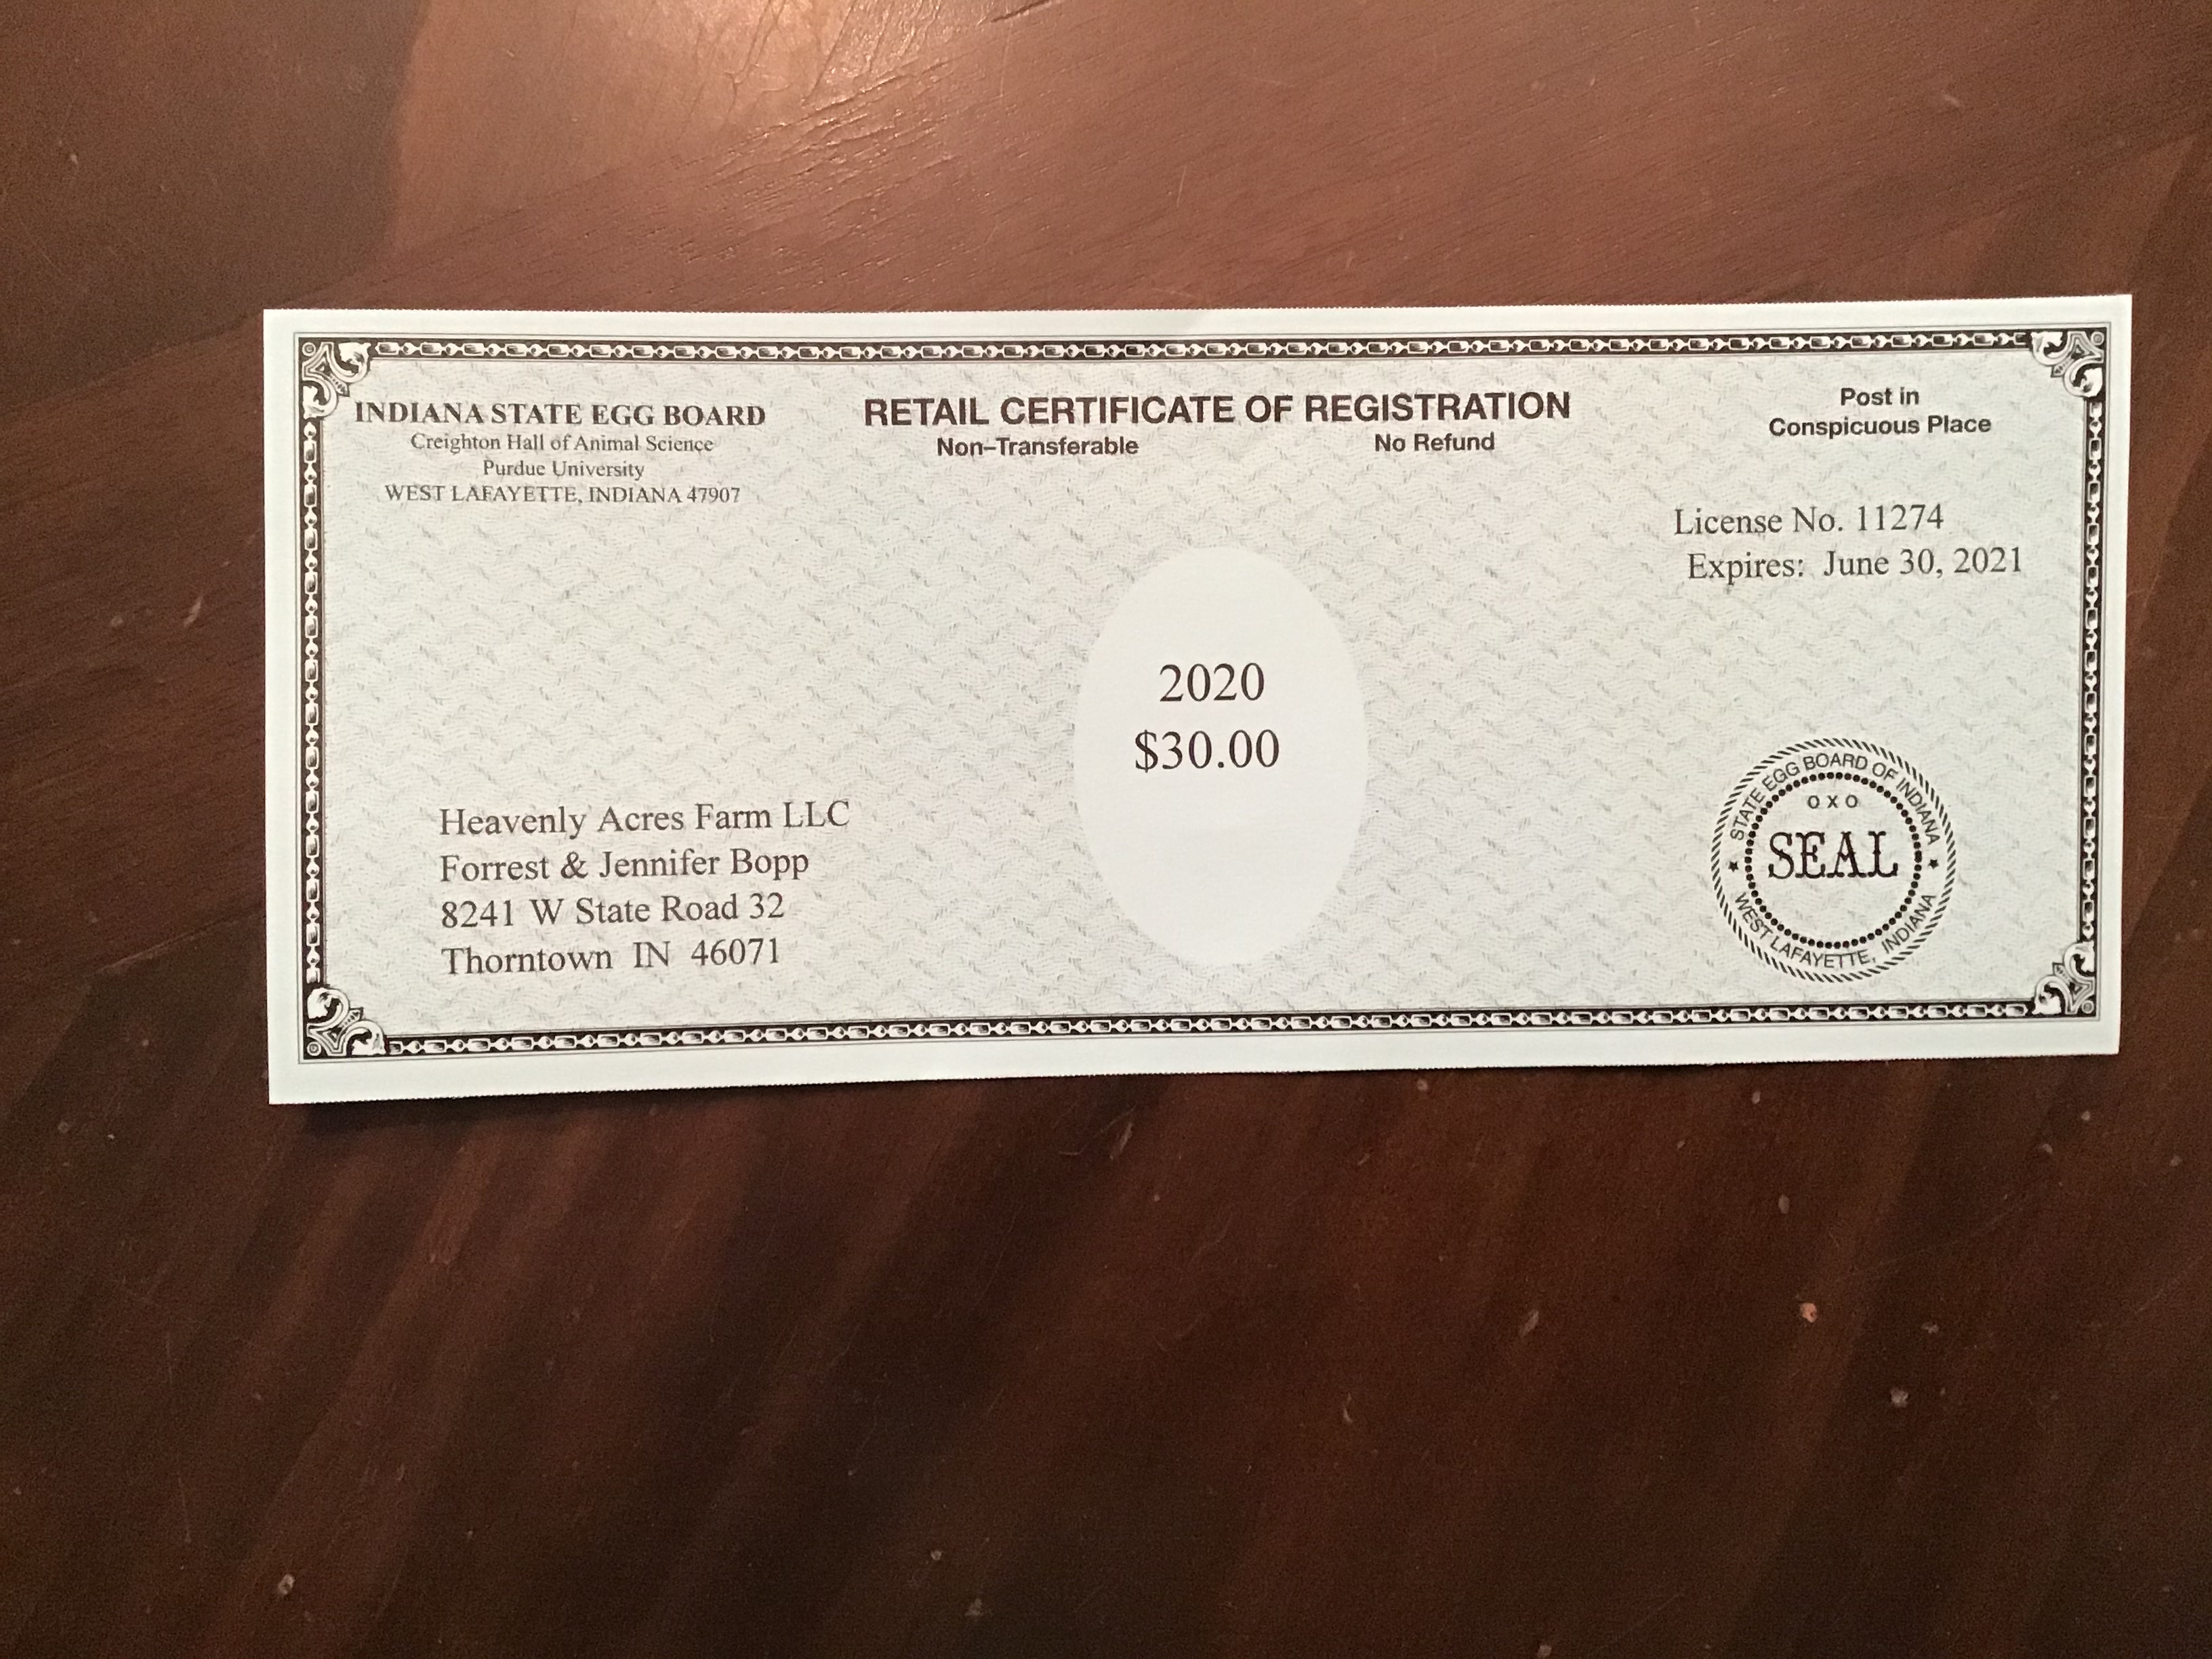 INDIANA STATE EGG BOARD
Creighton Hall of Animal Science
Purdue University
WEST LAFAYETTE, INDIANA 47907
RETAIL CERTIFICATE OF REGISTRATION
Non-Transferable No Refund
Post in
Conspicuous Place
License No. 11274
Expires: June 30, 2021
2020
$30.00
Heavenly Acres Farm LLC
Forrest & Jennifer Bopp
8241 W State Road 32
Thorntown IN 46071
STATE EGG BOARD OF INDIANA
OXO
SEAL
WEST LAFAYETTE, INDIANA